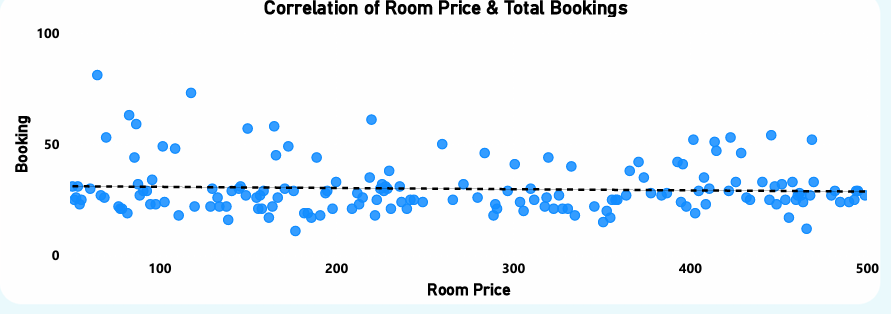 Correlation of Room Price & Total Bookings
100
50
0
Booking
100 200 300 400 500
Room Price